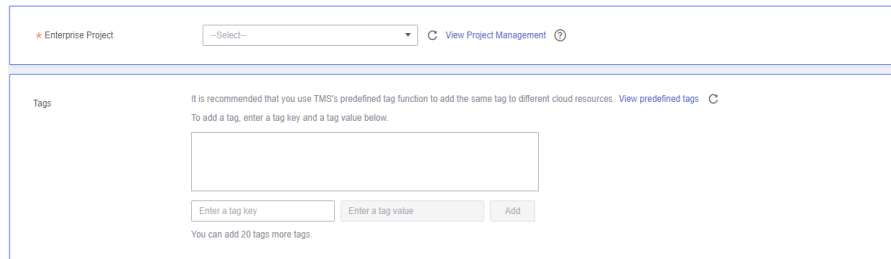 * Enterprise Project --Select-- View Project Management ?
Tags It is recommended that you use TMS's predefined tag function to add the same tag to different cloud resources. View predefined tags
To add a tag, enter a tag key and a tag value below.
Enter a tag key Enter a tag value Add
You can add 20 tags more tags.